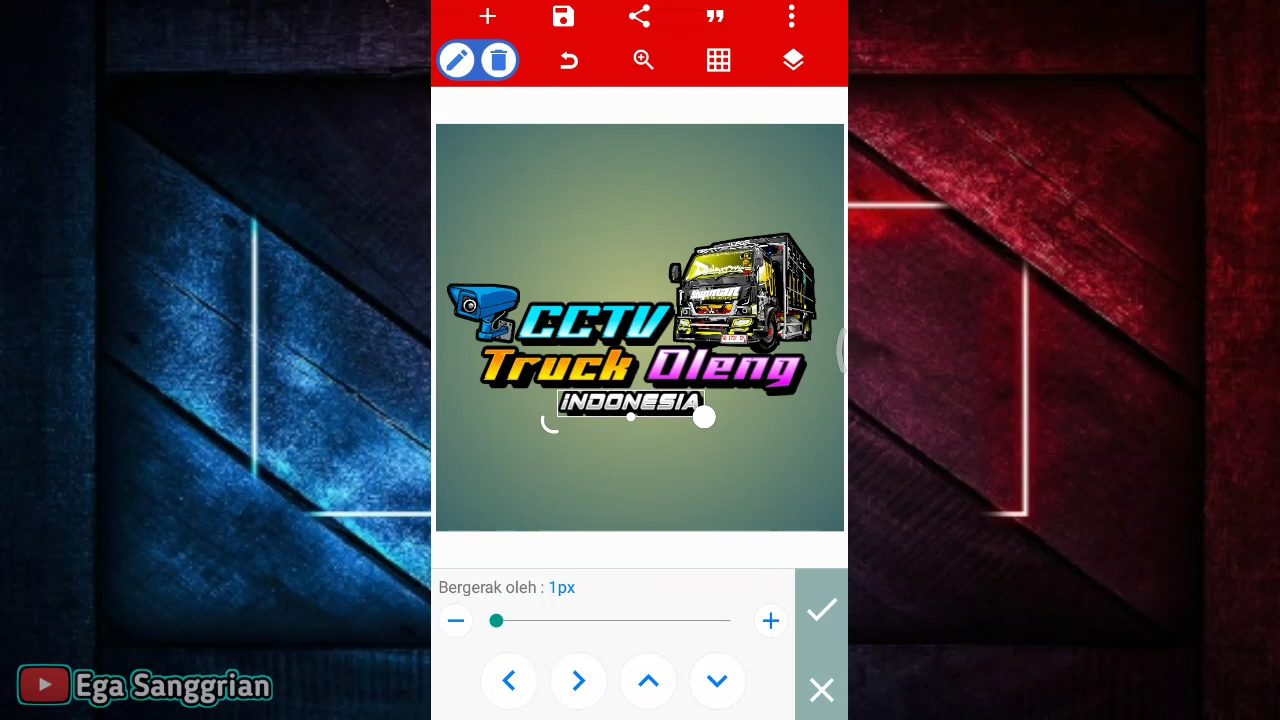 CCTV
Truck Oleng
INDONESIA
Bergerak oleh : 1px
Ega Sanggrian